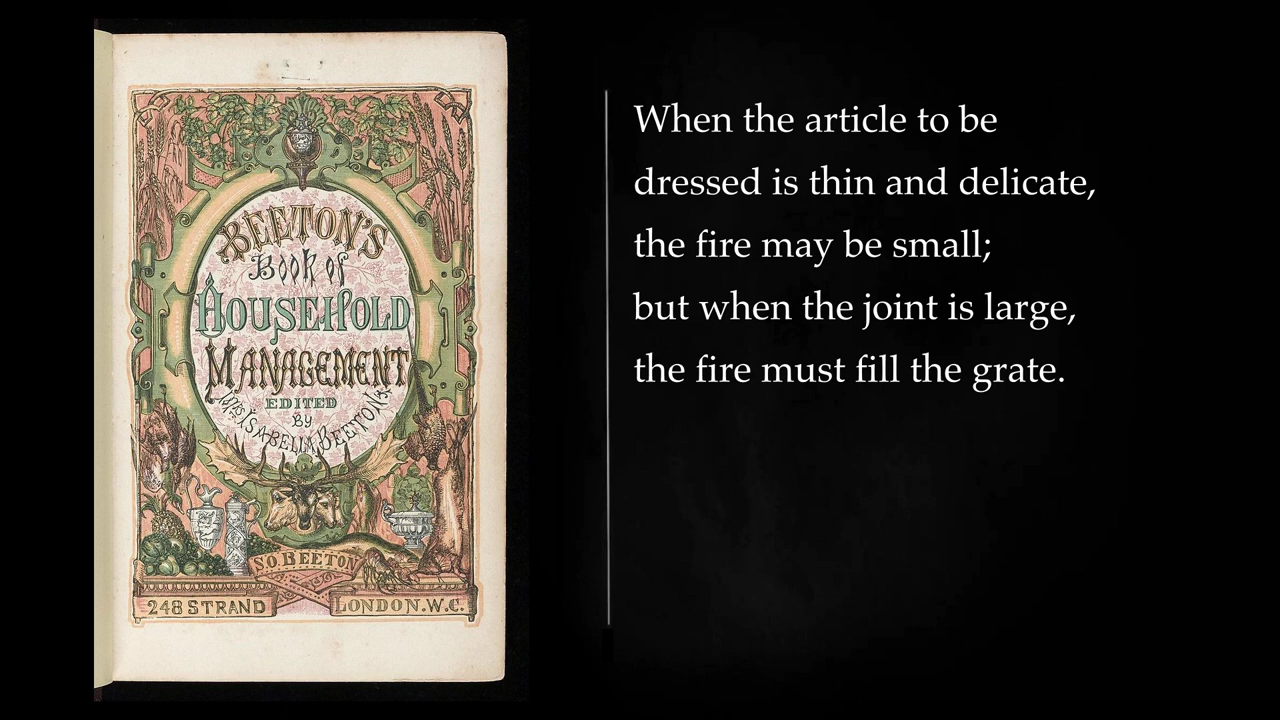 BEETON'S
Book of
HOUSEHOLD
MANAGEMENT
EDITED
BY
MRS ISABELLA BEETON
S.O. BEETON
248 STRAND
LONDON. W.C.
When the article to be
dressed is thin and delicate,
the fire may be small;
but when the joint is large,
the fire must fill the grate.